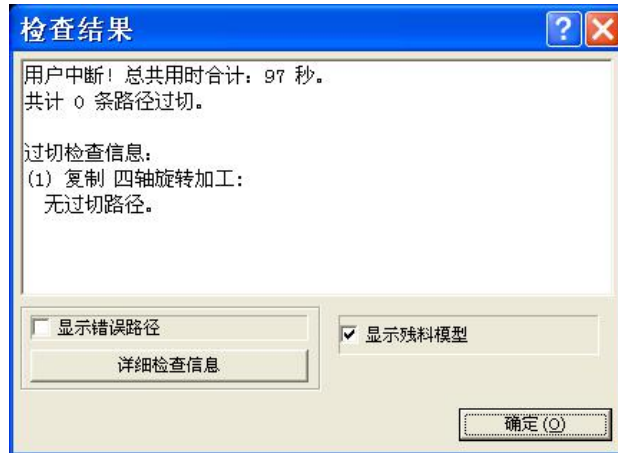 检查结果
用户中断！总共用时合计：97 秒。
共计 0 条路径过切。
过切检查信息：
(1) 复制 四轴旋转加工：
无过切路径。
显示错误路径
显示残料模型
详细检查信息
确定(O)